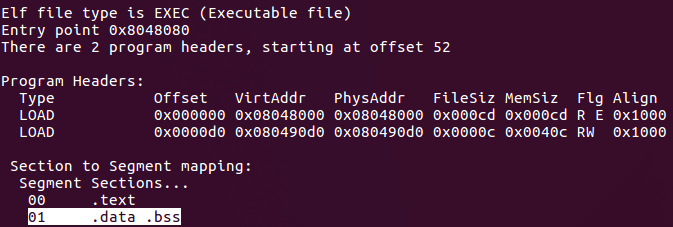 Elf file type is EXEC (Executable file)
Entry point 0x8048080
There are 2 program headers, starting at offset 52
Program Headers:
Type Offset VirtAddr PhysAddr FileSiz MemSiz Flg Align
LOAD 0x000000 0x08048000 0x08048000 0x000cd 0x000cd R E 0x1000
LOAD 0x0000d0 0x080490d0 0x080490d0 0x0000c 0x0040c RW 0x1000
Section to Segment mapping:
Segment Sections...
00 .text
01 .data .bss